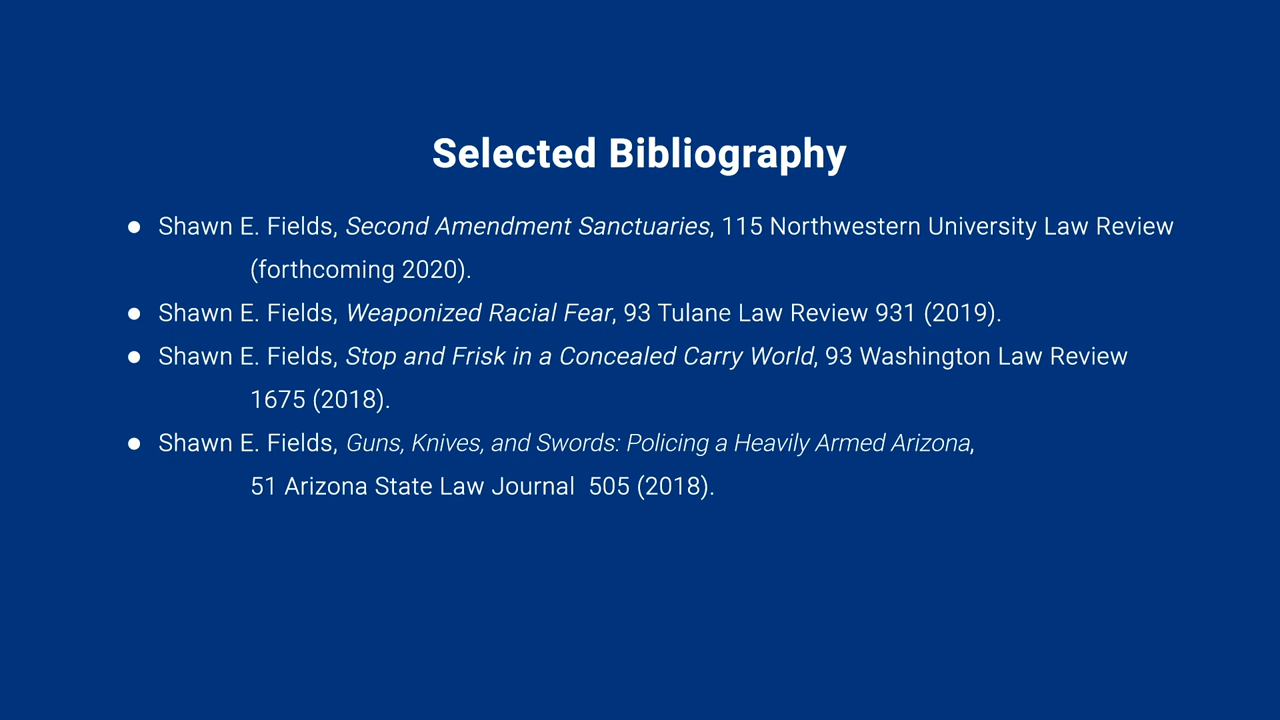 Selected Bibliography
● Shawn E. Fields, Second Amendment Sanctuaries, 115 Northwestern University Law Review
(forthcoming 2020).
● Shawn E. Fields, Weaponized Racial Fear, 93 Tulane Law Review 931 (2019).
● Shawn E. Fields, Stop and Frisk in a Concealed Carry World, 93 Washington Law Review
1675 (2018).
● Shawn E. Fields, Guns, Knives, and Swords: Policing a Heavily Armed Arizona,
51 Arizona State Law Journal  505 (2018).